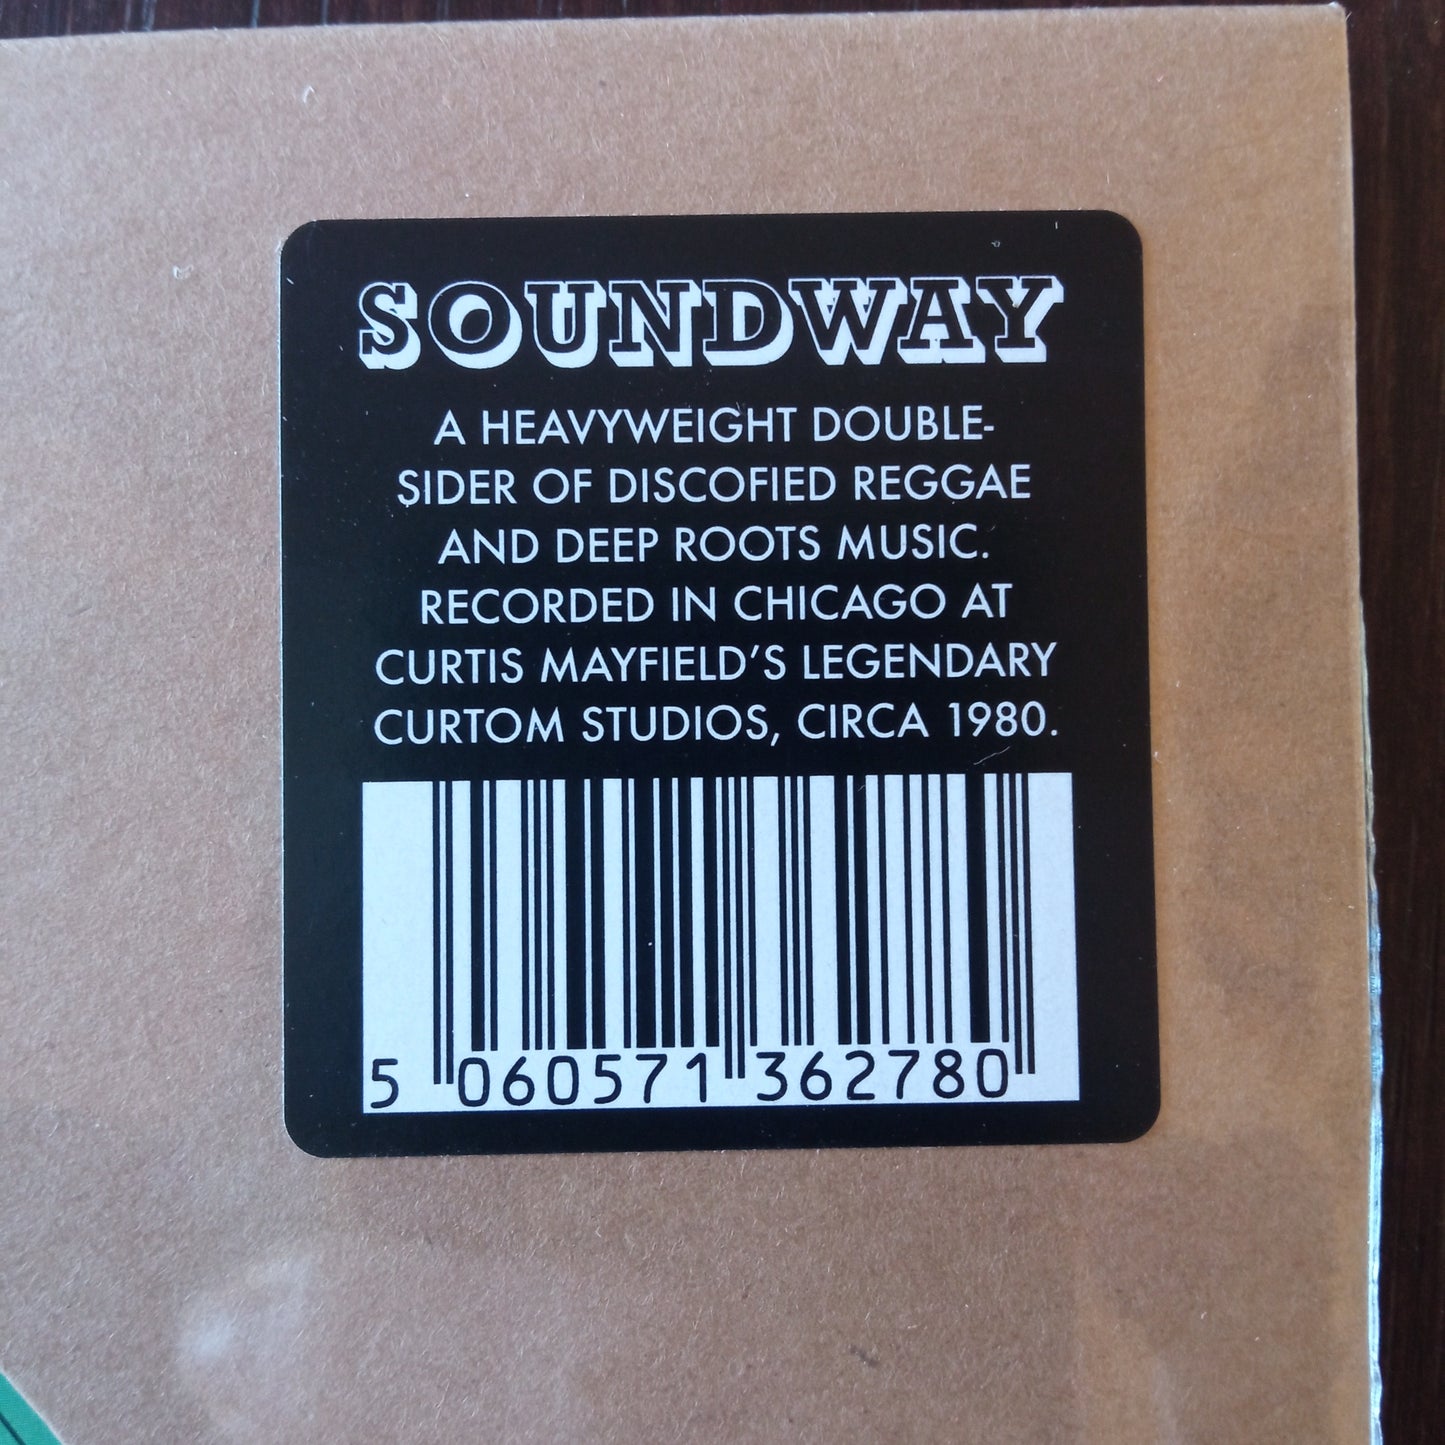 SOUNDWAY
A HEAVYWEIGHT DOUBLE-
SIDER OF DISCOFIED REGGAE
AND DEEP ROOTS MUSIC.
RECORDED IN CHICAGO AT
CURTIS MAYFIELD'S LEGENDARY
CURTOM STUDIOS, CIRCA 1980.
5 060571 362780